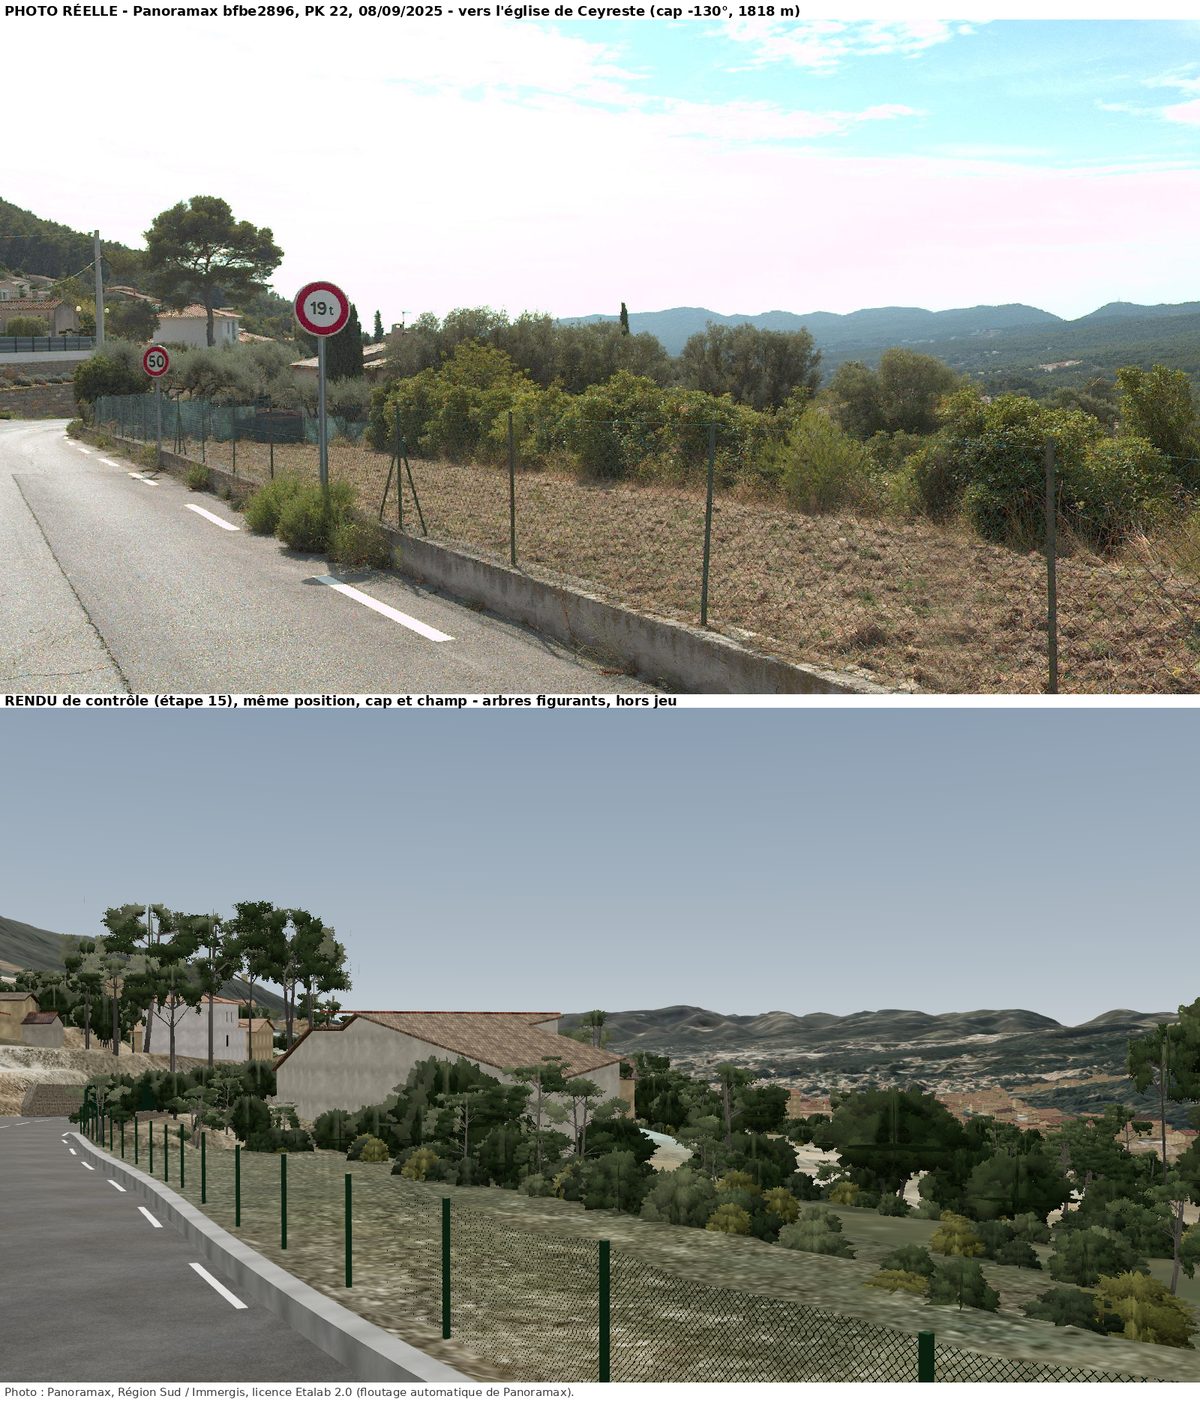 PHOTO RÉELLE - Panoramax bfbe2896, PK 22, 08/09/2025 - vers l'église de Ceyreste (cap -130°, 1818 m)
19t
50
RENDU de contrôle (étape 15), même position, cap et champ - arbres figurants, hors jeu
Photo : Panoramax, Région Sud / Immergis, licence Etalab 2.0 (floutage automatique de Panoramax).